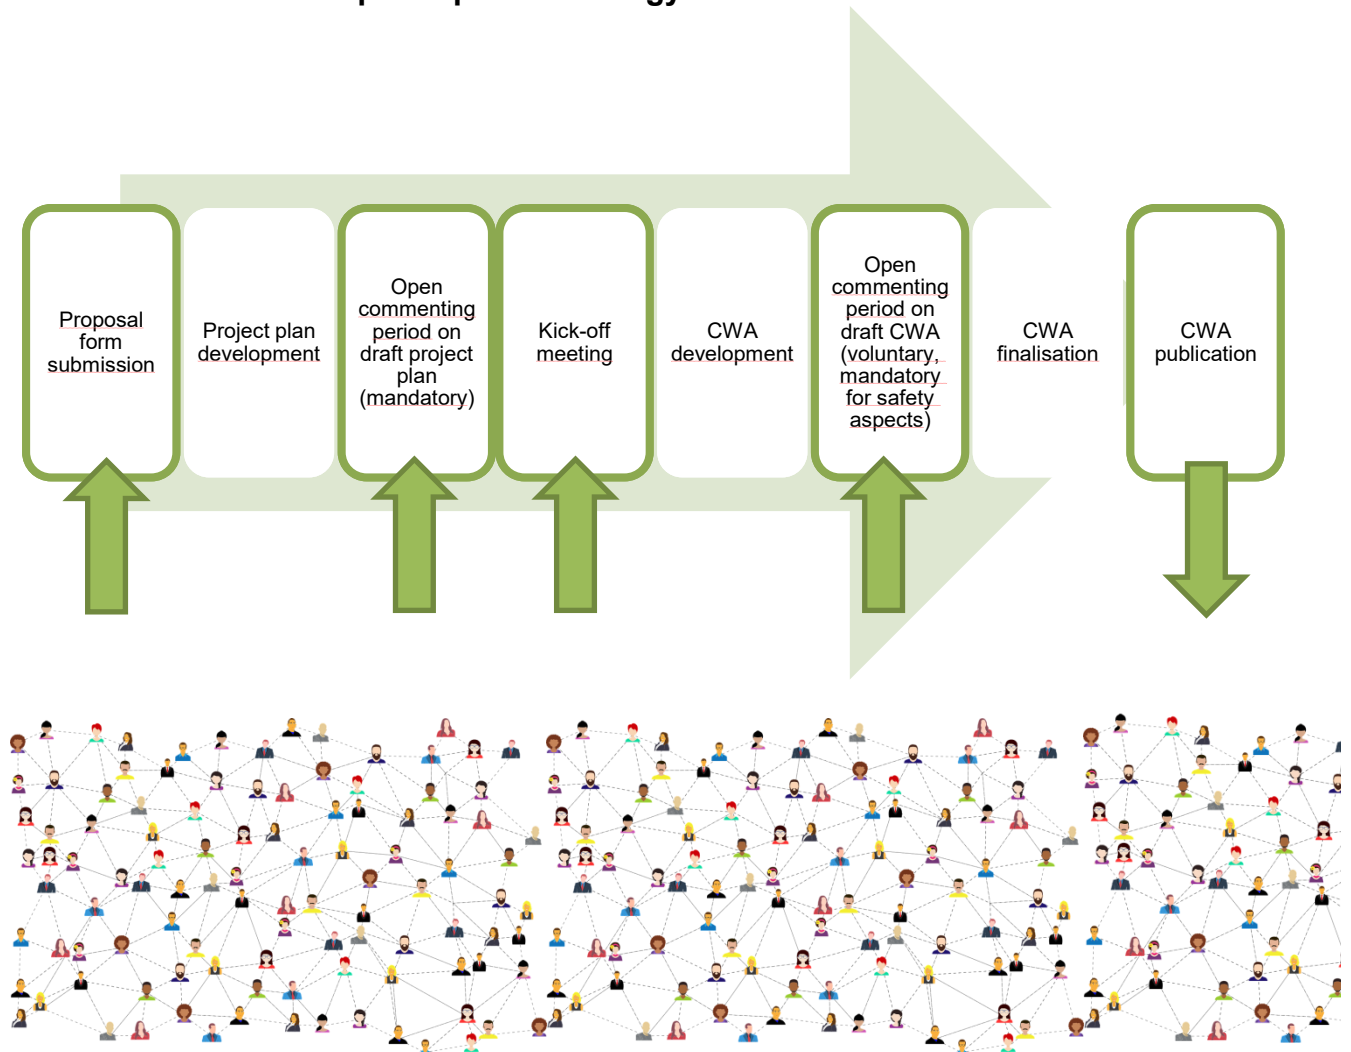 Proposal
form
submission
Project plan
development
Open
commenting
period on
draft project
plan
(mandatory)
Kick-off
meeting
CWA
development
Open
commenting
period on
draft CWA
(voluntary,
mandatory
for safety
aspects)
CWA
finalisation
CWA
publication